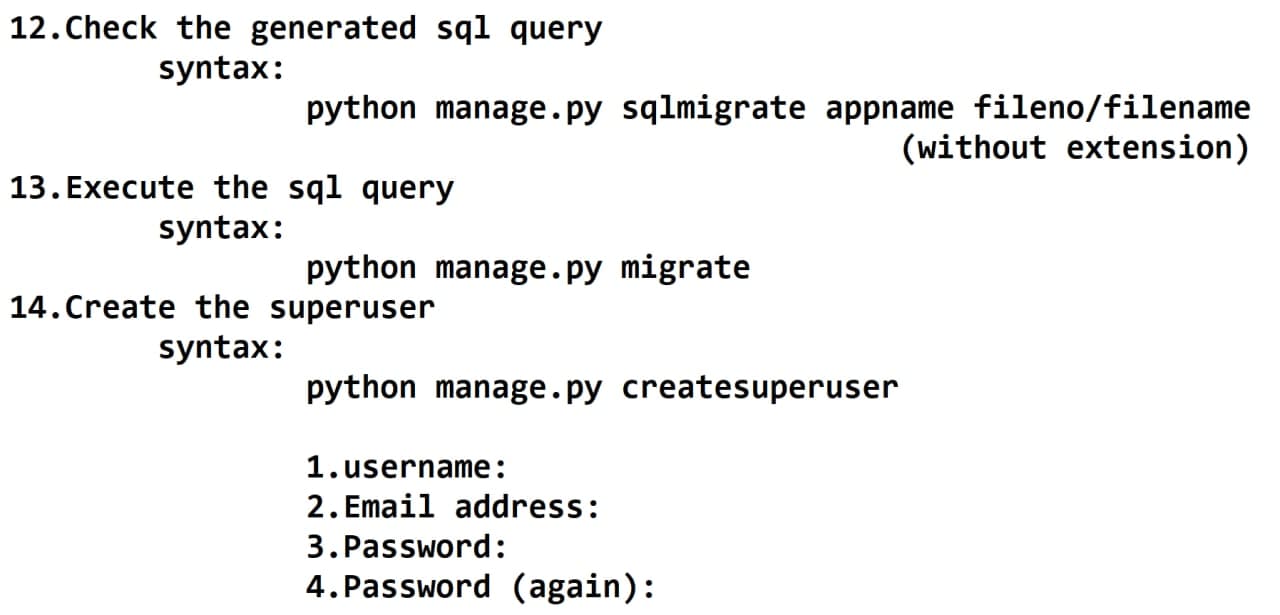 12.Check the generated sql query
syntax:
python manage.py sqlmigrate appname fileno/filename
(without extension)
13.Execute the sql query
syntax:
python manage.py migrate
14.Create the superuser
syntax:
python manage.py createsuperuser
1.username:
2.Email address:
3.Password:
4.Password (again):